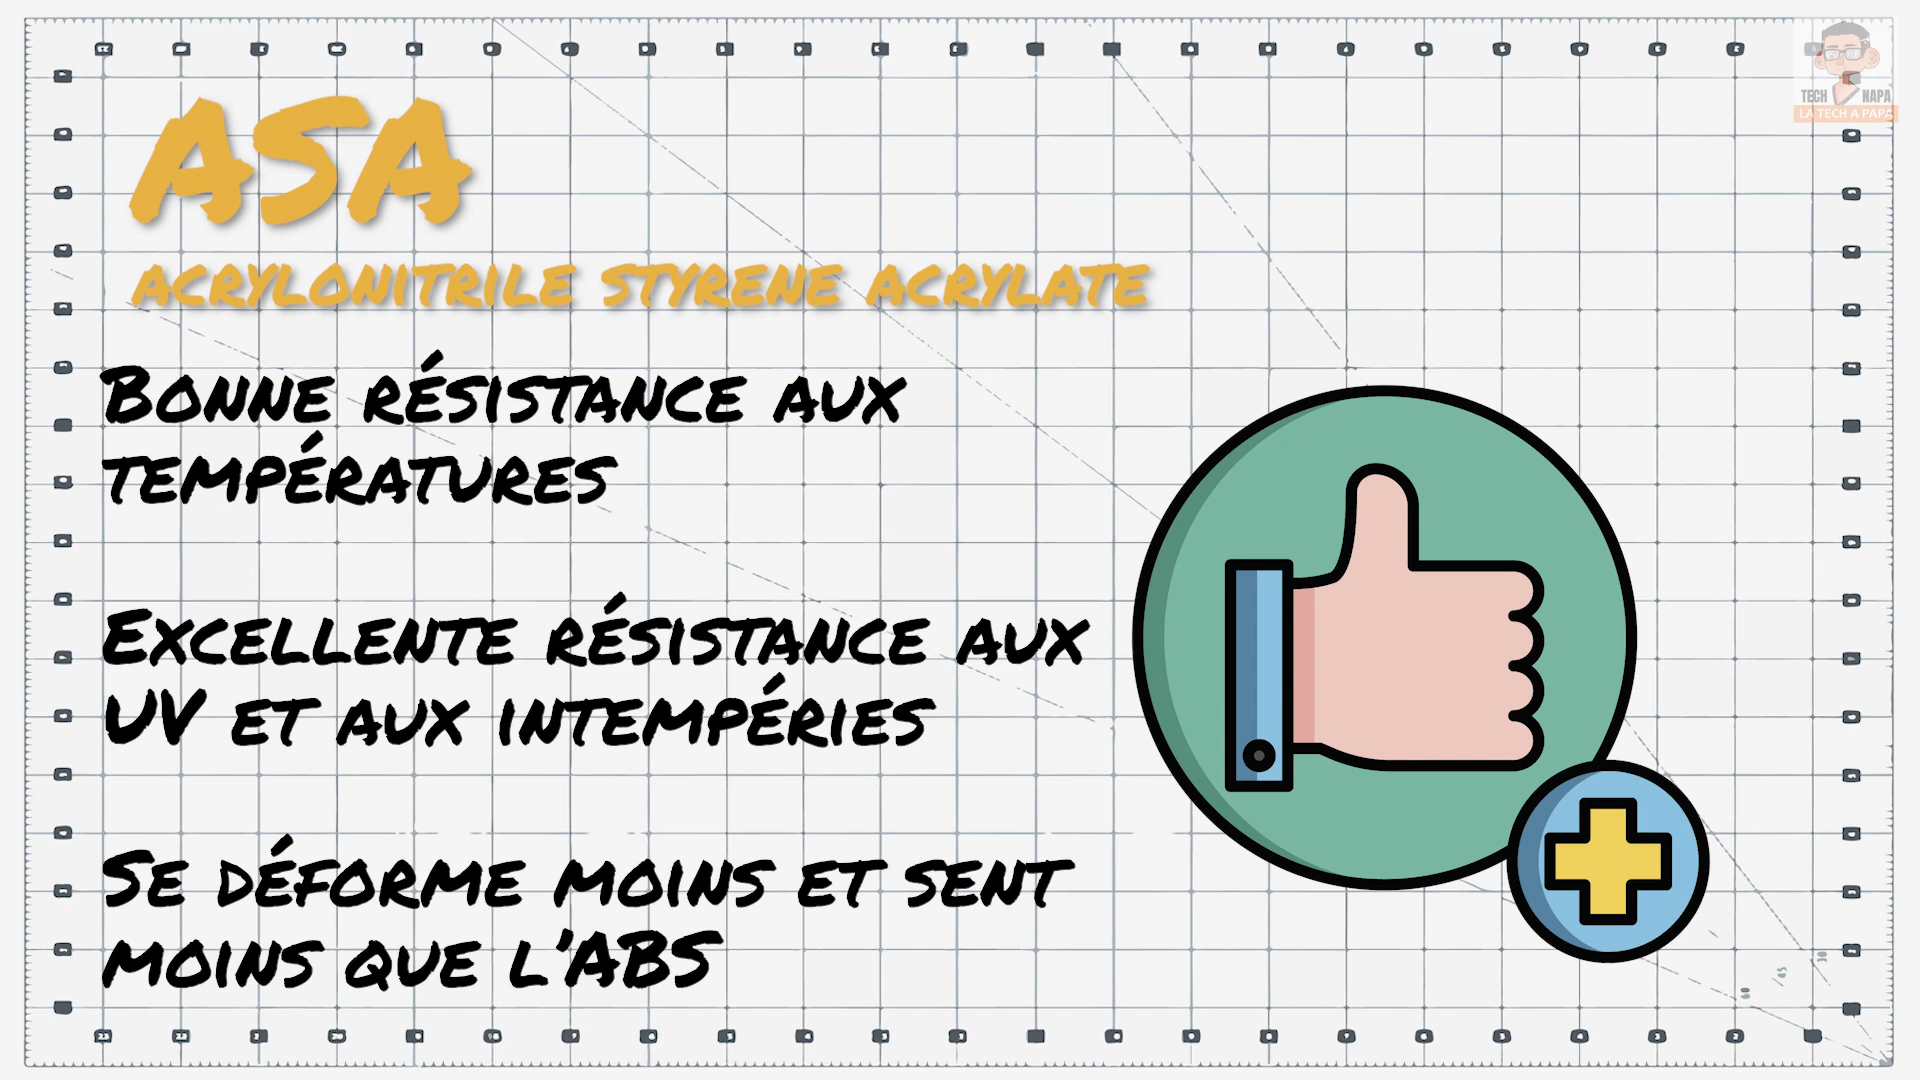 ASA
ACRYLONITRILE STYRENE ACRYLATE
BONNE RÉSISTANCE AUX
TEMPÉRATURES
EXCELLENTE RÉSISTANCE AUX
UV ET AUX INTEMPÉRIES
SE DÉFORME MOINS ET SENT
MOINS QUE L'ABS
TECH NAPA
LA TECH A PAPA